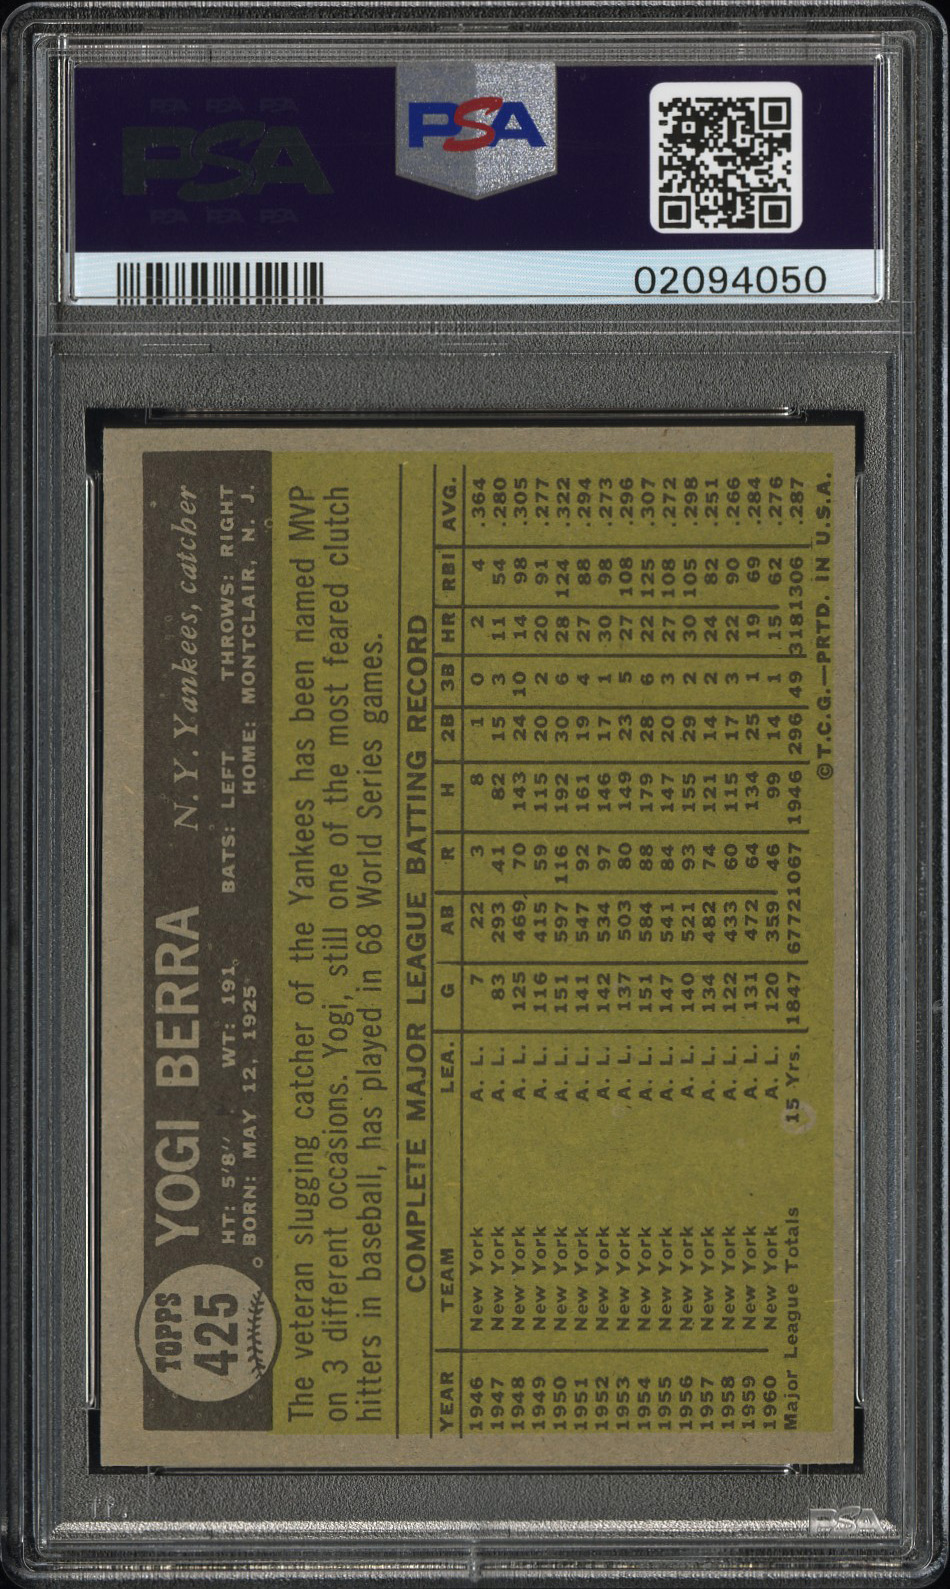 PSA PSA PSA
PSA
PSA PSA PSA
PSA
02094050
TOPPS
425
YOGI BERRA N. Y. Yankees, catcher
HT: 5'8" WT: 191 BATS: LEFT THROWS: RIGHT
BORN: MAY 12, 1925 HOME: MONTCLAIR, N. J.
The veteran slugging catcher of the Yankees has been named MVP
on 3 different occasions. Yogi, still one of the most feared clutch
hitters in baseball, has played in 68 World Series games.
COMPLETE MAJOR LEAGUE BATTING RECORD
YEAR TEAM LEA. G AB R H 2B 3B HR RBI AVG.
1946 New York A. L. 7 22 3 8 1 0 2 4 .364
1947 New York A. L. 83 293 41 82 15 3 11 54 .280
1948 New York A. L. 125 469 70 143 24 10 14 98 .305
1949 New York A. L. 116 415 59 115 20 2 20 91 .277
1950 New York A. L. 151 597 116 192 30 6 28 124 .322
1951 New York A. L. 141 547 92 161 19 4 27 88 .294
1952 New York A. L. 142 534 97 146 17 1 30 98 .273
1953 New York A. L. 137 503 80 149 23 5 27 108 .296
1954 New York A. L. 151 584 88 179 28 6 22 125 .307
1955 New York A. L. 147 541 84 147 20 3 27 108 .272
1956 New York A. L. 140 521 93 155 29 2 30 105 .298
1957 New York A. L. 134 482 74 121 14 2 24 82 .251
1958 New York A. L. 122 433 60 115 17 3 22 90 .266
1959 New York A. L. 131 472 64 134 25 1 19 69 .284
1960 New York A. L. 120 359 46 99 14 1 15 62 .276
Major League Totals 15 Yrs. 1847 6772 1067 1946 296 49 318 1306 .287
©T.C.G.—PRTD. IN U.S.A.
PSA